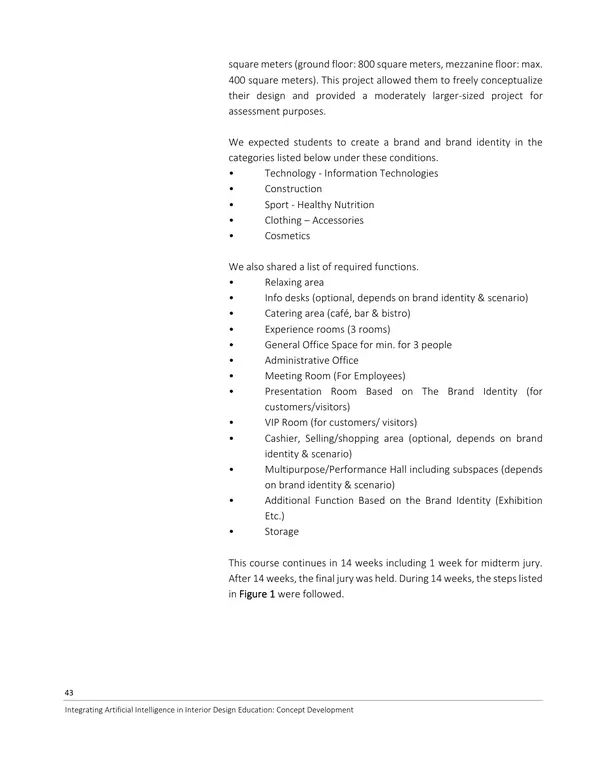 square meters (ground floor: 800 square meters, mezzanine floor: max.
400 square meters). This project allowed them to freely conceptualize
their design and provided a moderately larger-sized project for
assessment purposes.
We expected students to create a brand and brand identity in the
categories listed below under these conditions.
• Technology - Information Technologies
• Construction
• Sport - Healthy Nutrition
• Clothing – Accessories
• Cosmetics
We also shared a list of required functions.
• Relaxing area
• Info desks (optional, depends on brand identity & scenario)
• Catering area (café, bar & bistro)
• Experience rooms (3 rooms)
• General Office Space for min. for 3 people
• Administrative Office
• Meeting Room (For Employees)
• Presentation Room Based on The Brand Identity (for
customers/visitors)
• VIP Room (for customers/ visitors)
• Cashier, Selling/shopping area (optional, depends on brand
identity & scenario)
• Multipurpose/Performance Hall including subspaces (depends
on brand identity & scenario)
• Additional Function Based on the Brand Identity (Exhibition
Etc.)
• Storage
This course continues in 14 weeks including 1 week for midterm jury.
After 14 weeks, the final jury was held. During 14 weeks, the steps listed
in Figure 1 were followed.
43
Integrating Artificial Intelligence in Interior Design Education: Concept Development